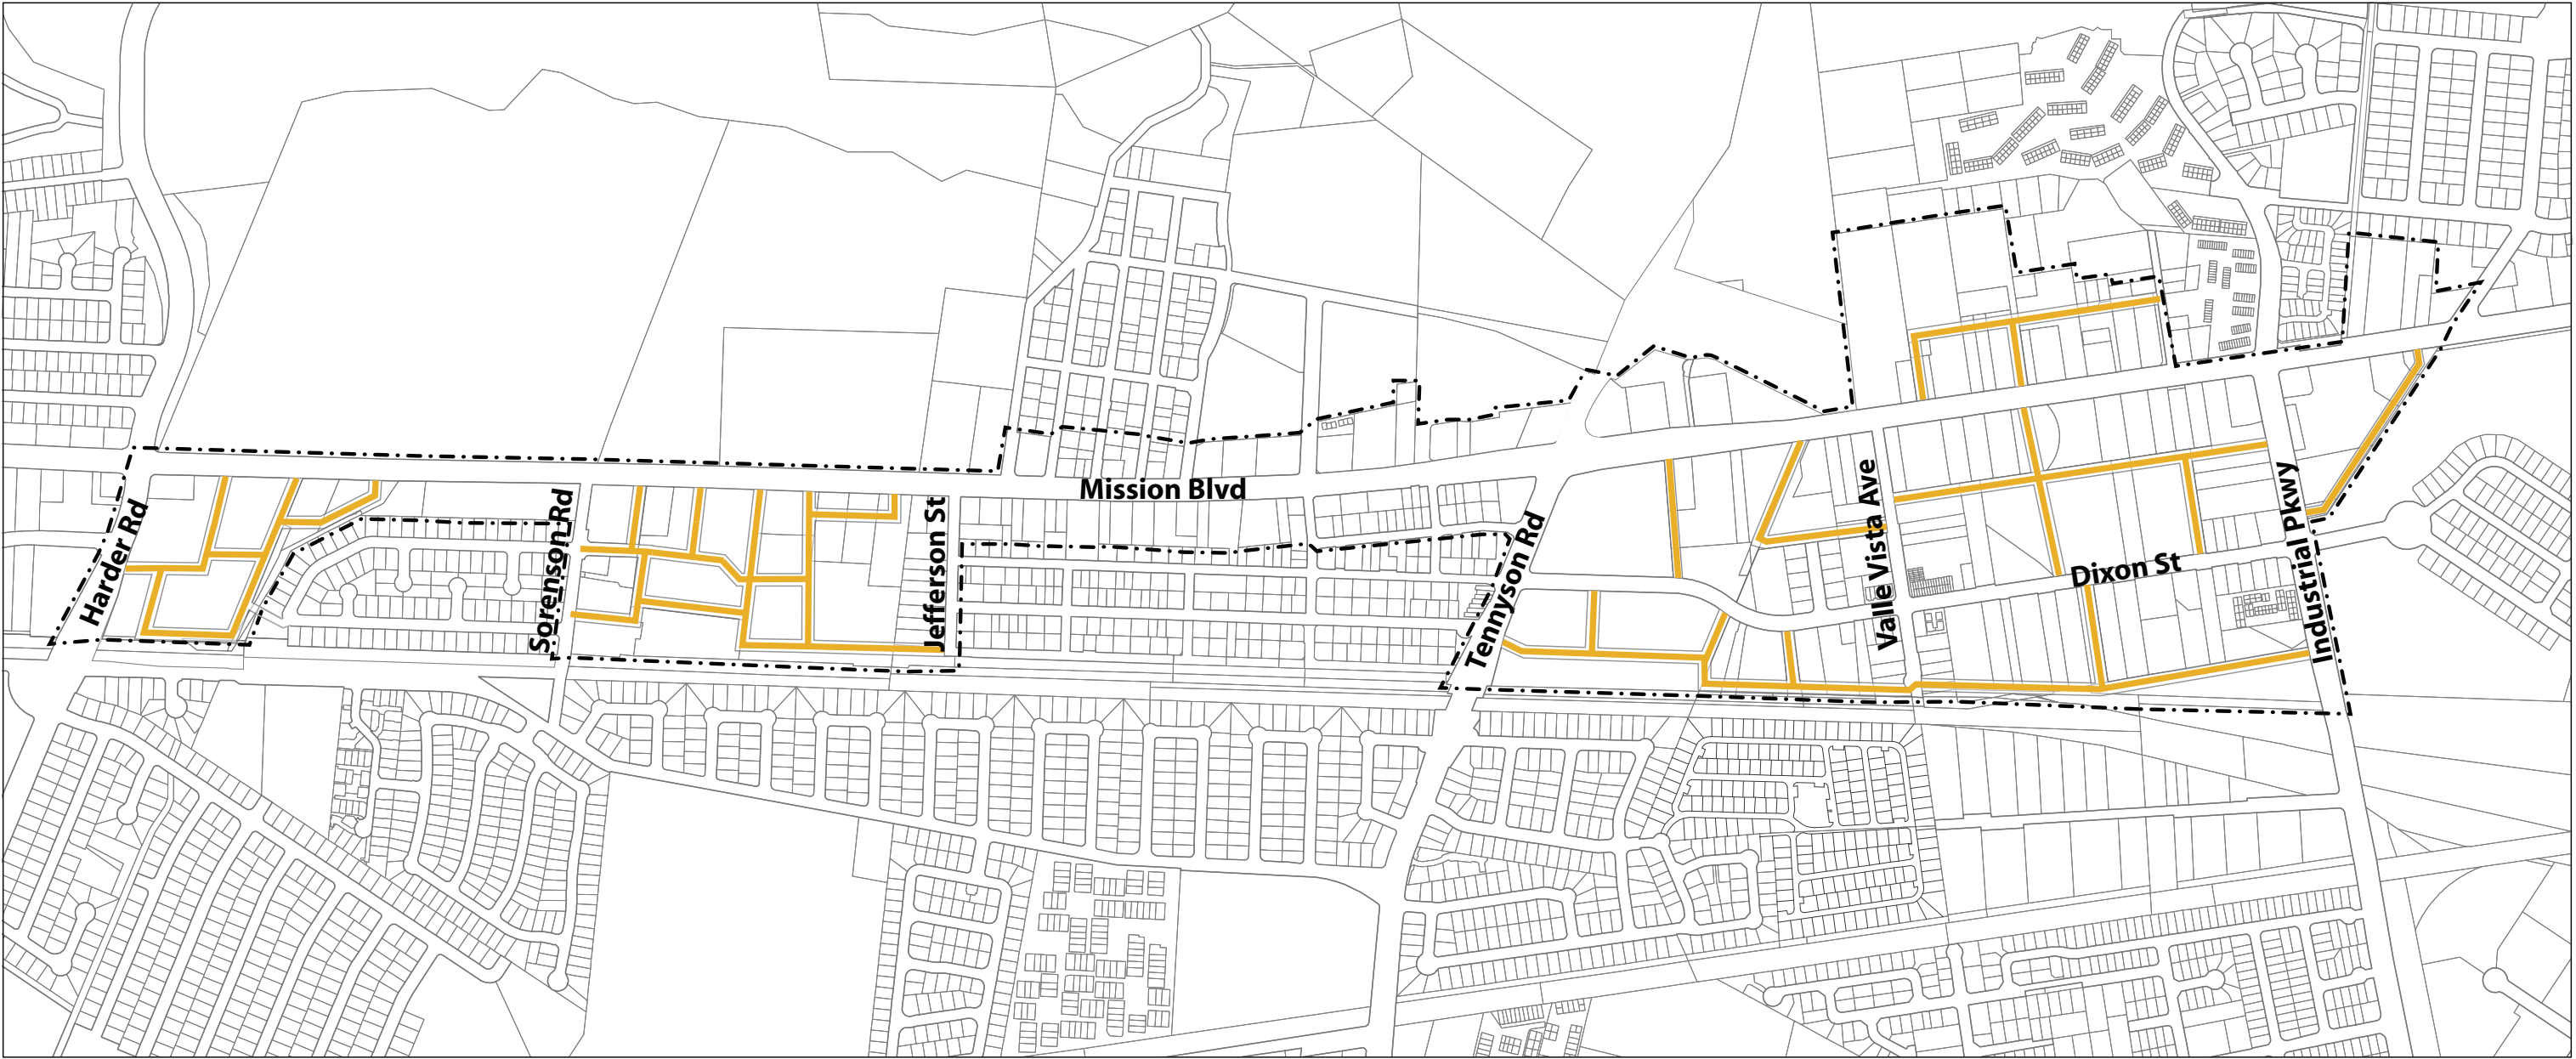 Harder Rd
Sorenson Rd
Jefferson St
Mission Blvd
Tennyson Rd
Valle Vista Ave
Dixon St
Industrial Pkwy